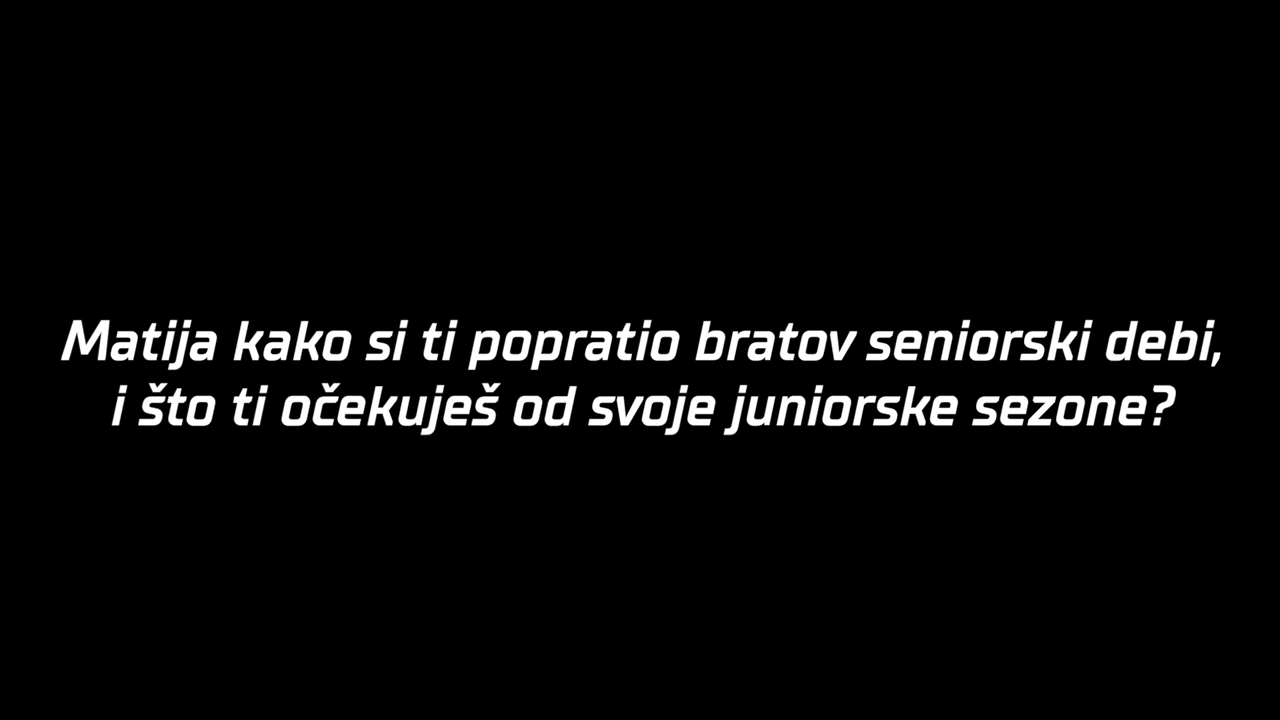 Matija kako si ti popratio bratov seniorski debi,
i što ti očekuješ od svoje juniorske sezone?